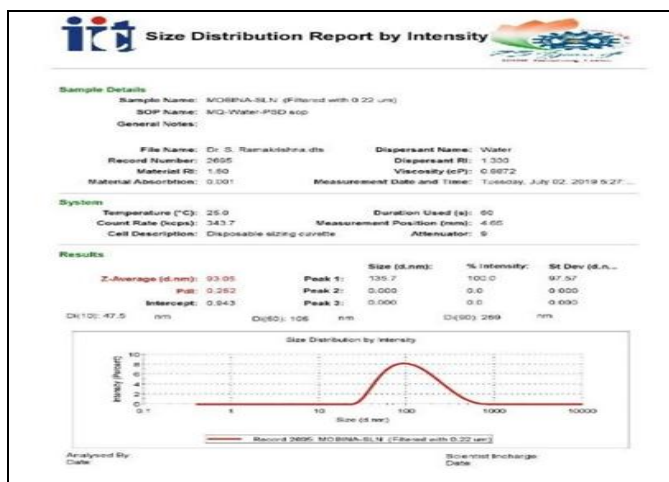 iict Size Distribution Report by Intensity
Sample Details
Sample Name: MOBINA-SLN (Filtered with 0.22 um)
SOP Name: MQ-Water-PSD sop
General Notes:
File Name: Dr. S. Ramakrishna.dts Dispersant Name: Water
Record Number: 2695 Dispersant RI: 1.330
Material RI: 1.60 Viscosity (cP): 0.8872
Material Absorbtion: 0.001 Measurement Date and Time: Tuesday, July 02, 2019 5:27:...
System
Temperature (°C): 25.0 Duration Used (s): 60
Count Rate (kcps): 343.7 Measurement Position (mm): 4.65
Cell Description: Disposable sizing cuvette Attenuator: 9
Results
Size (d.nm): % Intensity: St Dev (d.n...
Z-Average (d.nm): 93.05 Peak 1: 135.7 100.0 97.57
PdI: 0.262 Peak 2: 0.000 0.0 0.000
Intercept: 0.943 Peak 3: 0.000 0.0 0.000
Di(10): 47.5 nm Di(50): 106 nm Di(90): 269 nm
Size Distribution by Intensity
Intensity (Percent)
10
8
6
4
2
0
0.1 1 10 100 1000 10000
Size (d.nm)
Record 2695: MOBINA-SLN (Filtered with 0.22 um)
Analysed By: Scientist Incharge
Date: Date: